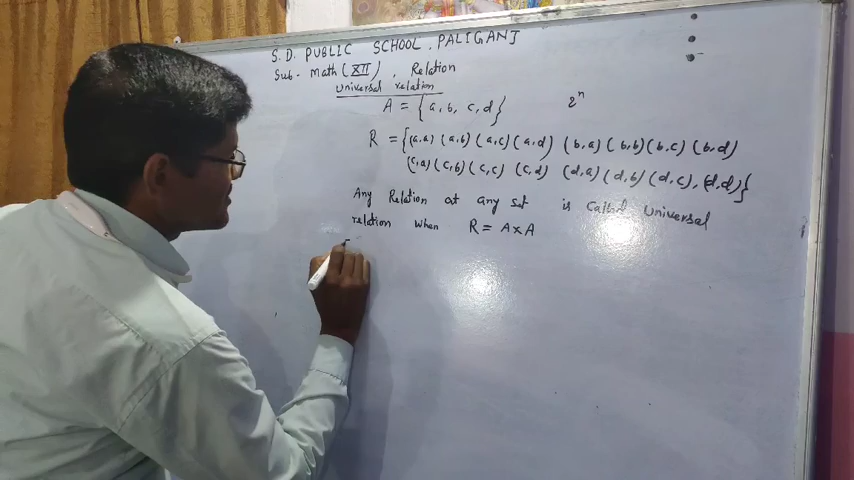 S.D. PUBLIC SCHOOL, PALIGANJ
Sub- Math (XII), Relation
Universal relation
A = {a, b, c, d} 2ⁿ
R = {(a,a) (a,b) (a,c) (a,d) (b,a) (b,b) (b,c) (b,d)
(c,a) (c,b) (c,c) (c,d) (d,a) (d,b) (d,c), (d,d)}
Any Relation at any set is Called Universal
relation when R = A×A